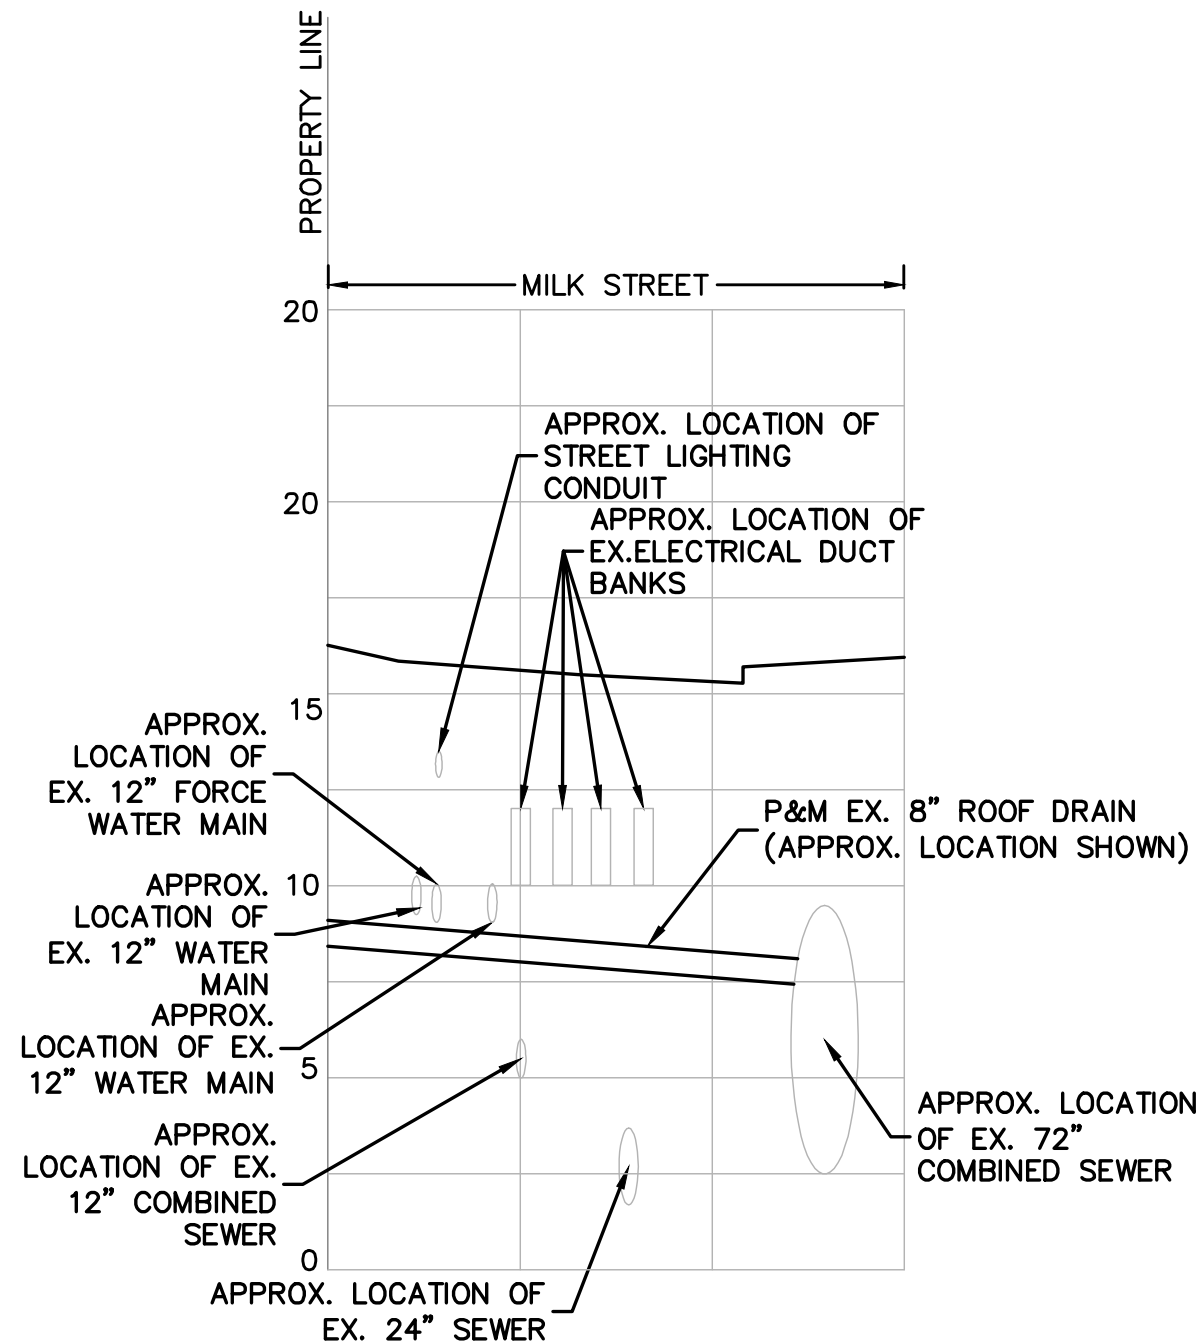 PROPERTY LINE
MILK STREET
20
APPROX. LOCATION OF
STREET LIGHTING
CONDUIT
20
APPROX. LOCATION OF
EX.ELECTRICAL DUCT
BANKS
15
APPROX.
LOCATION OF
EX. 12” FORCE
WATER MAIN
P&M EX. 8” ROOF DRAIN
(APPROX. LOCATION SHOWN)
10
APPROX.
LOCATION OF
EX. 12” WATER
MAIN
APPROX.
LOCATION OF EX.
12” WATER MAIN
5
APPROX. LOCATION
OF EX. 72”
COMBINED SEWER
APPROX.
LOCATION OF EX.
12” COMBINED
SEWER
0
APPROX. LOCATION OF
EX. 24” SEWER